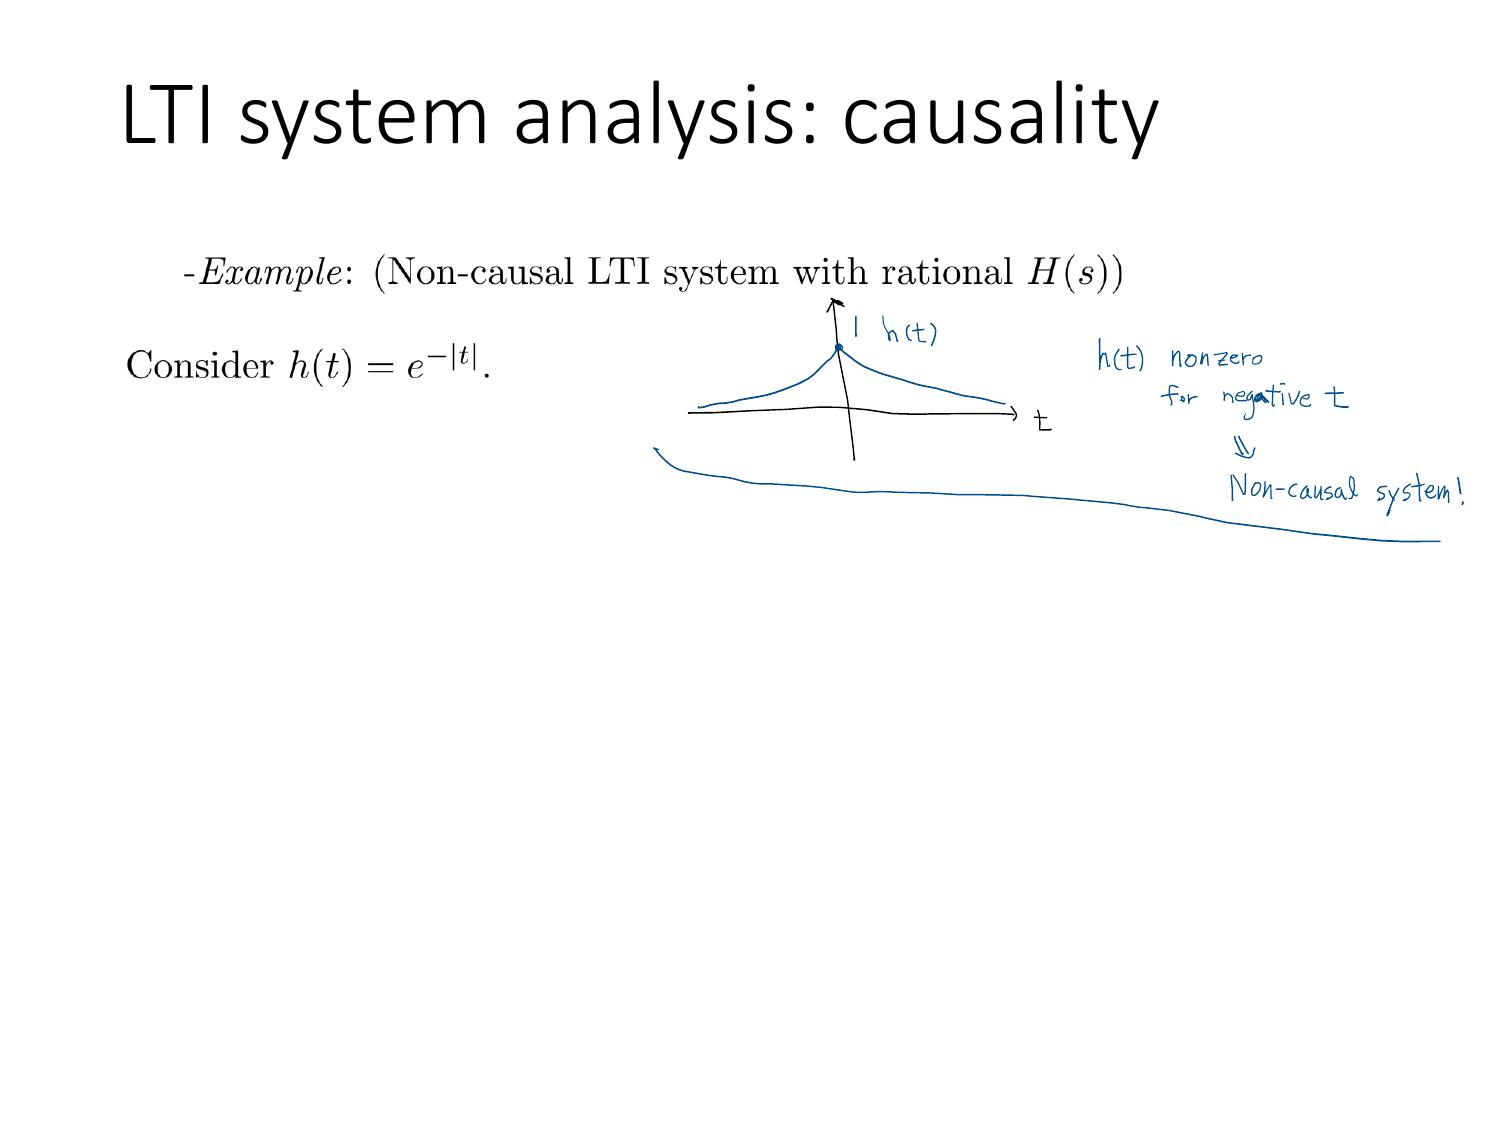 LTI system analysis: causality
-Example: (Non-causal LTI system with rational H(s))
1 h(t)
Consider h(t) = e^{-|t|}.
t
h(t) nonzero
for negative t
⇓
Non-causal system!